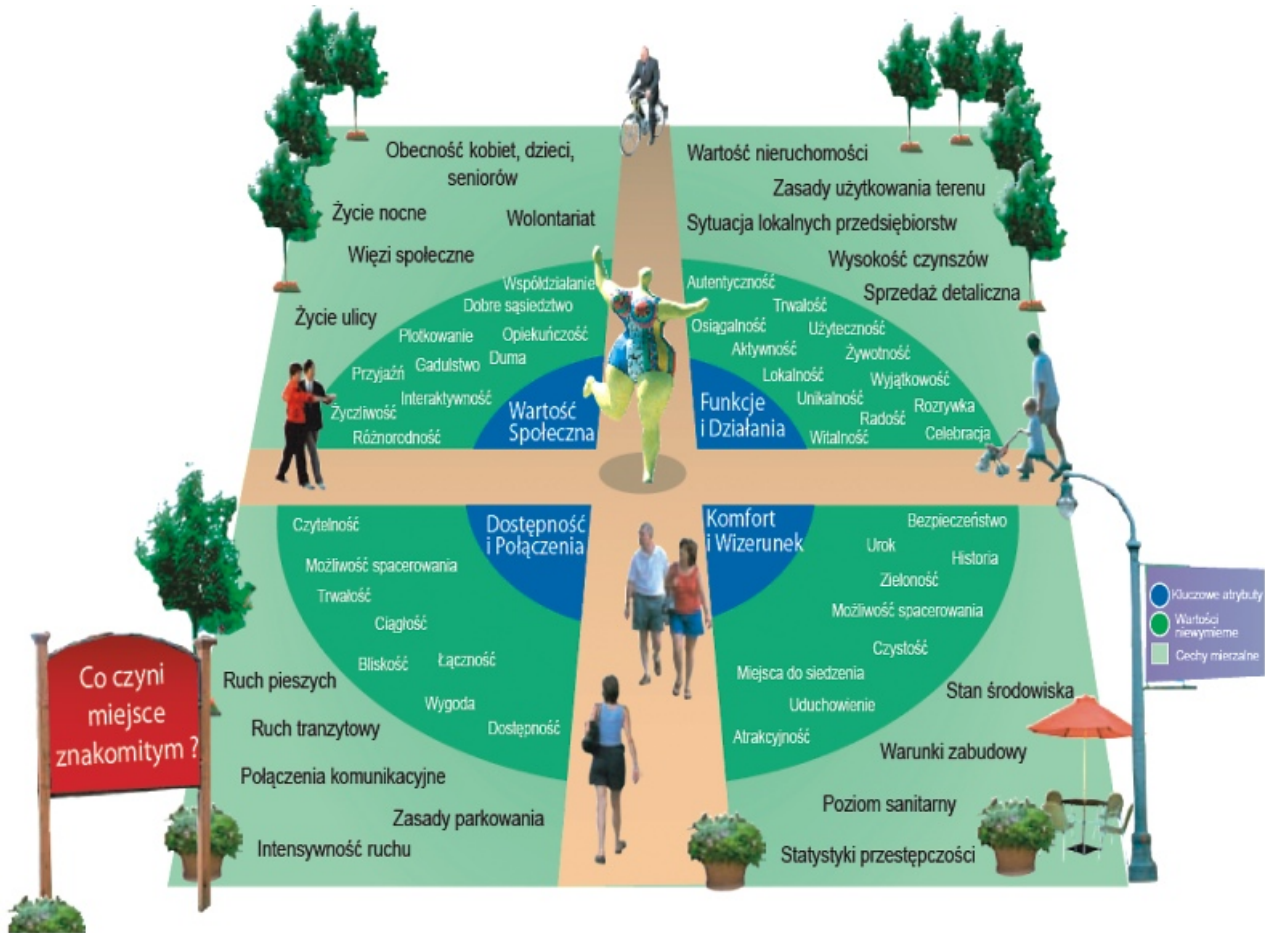 Obecność kobiet, dzieci,
seniorów
Życie nocne
Wolontariat
Więzi społeczne
Życie ulicy
Współdziałanie
Dobre sąsiedztwo
Plotkowanie
Opiekuńczość
Przyjaźń
Gadulstwo
Duma
Życzliwość
Interaktywność
Różnorodność
Wartość
Społeczna
Wartość nieruchomości
Zasady użytkowania terenu
Sytuacja lokalnych przedsiębiorstw
Wysokość czynszów
Sprzedaż detaliczna
Autentyczność
Trwałość
Osiągalność
Użyteczność
Aktywność
Żywotność
Lokalność
Wyjątkowość
Unikalność
Rozrywka
Radość
Witalność
Celebracja
Funkcje
i Działania
Dostępność
i Połączenia
Czytelność
Możliwość spacerowania
Trwałość
Ciągłość
Bliskość
Łączność
Wygoda
Dostępność
Ruch pieszych
Ruch tranzytowy
Połączenia komunikacyjne
Zasady parkowania
Intensywność ruchu
Komfort
i Wizerunek
Bezpieczeństwo
Urok
Historia
Zieloność
Możliwość spacerowania
Czystość
Miejsca do siedzenia
Uduchowienie
Atrakcyjność
Stan środowiska
Warunki zabudowy
Poziom sanitarny
Statystyki przestępczości
Co czyni
miejsce
znakomitym ?
Kluczowe atrybuty
Wartości
niewymierne
Cechy mierzalne